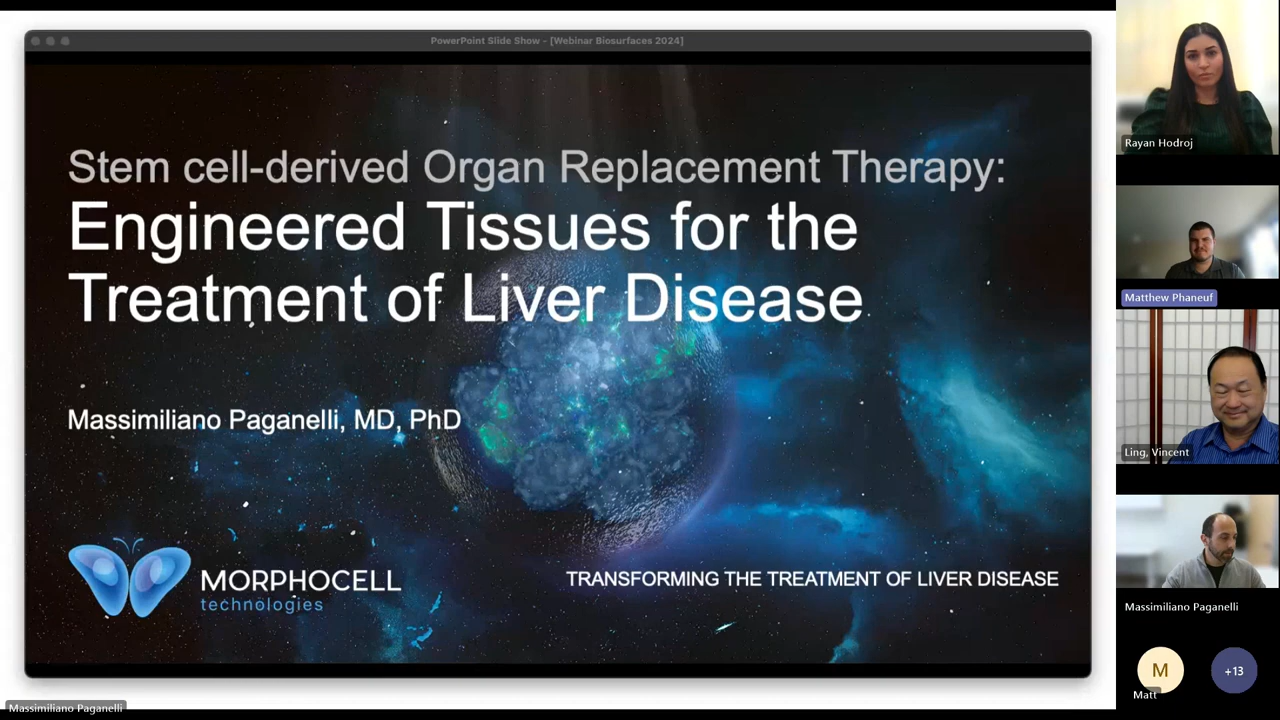 PowerPoint Slide Show - [Webinar Biosurfaces 2024]
Stem cell-derived Organ Replacement Therapy:
Engineered Tissues for the
Treatment of Liver Disease
Massimiliano Paganelli, MD, PhD
MORPHOCELL
technologies
TRANSFORMING THE TREATMENT OF LIVER DISEASE
Massimiliano Paganelli
Rayan Hodroj
Matthew Phaneuf
Ling, Vincent
Massimiliano Paganelli
M
+13
Matt